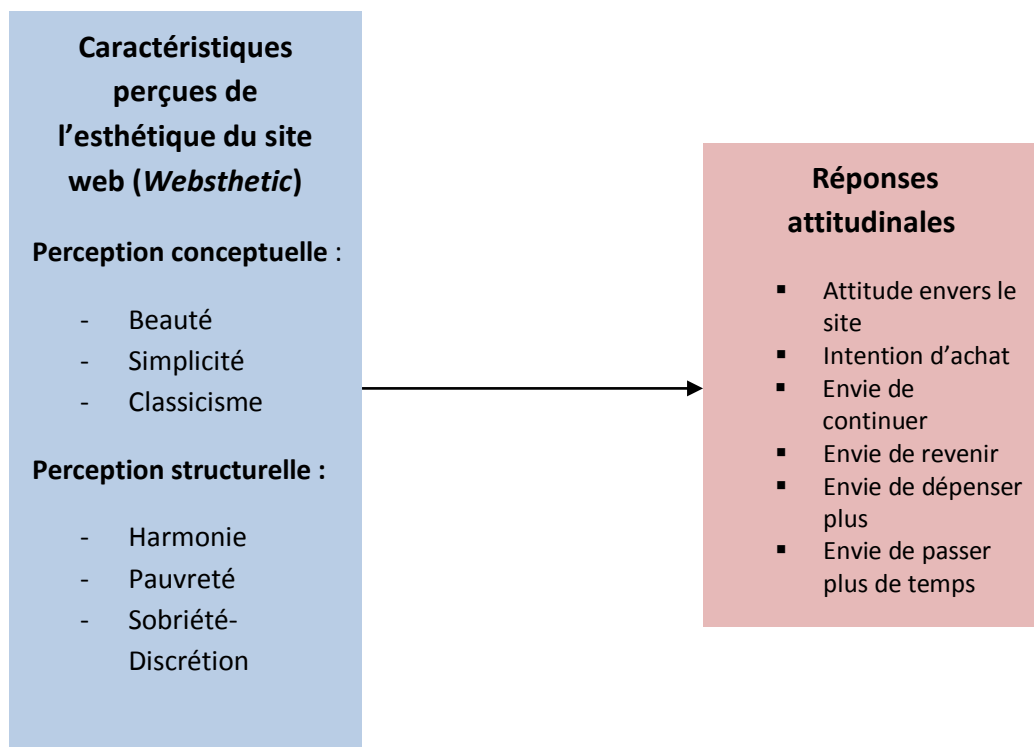 Caractéristiques
perçues de
l’esthétique du site
web (Websthetic)
Perception conceptuelle :
- Beauté
- Simplicité
- Classicisme
Perception structurelle :
- Harmonie
- Pauvreté
- Sobriété-
Discrétion
Réponses
attitudinales
▪ Attitude envers le
site
▪ Intention d’achat
▪ Envie de
continuer
▪ Envie de revenir
▪ Envie de dépenser
plus
▪ Envie de passer
plus de temps